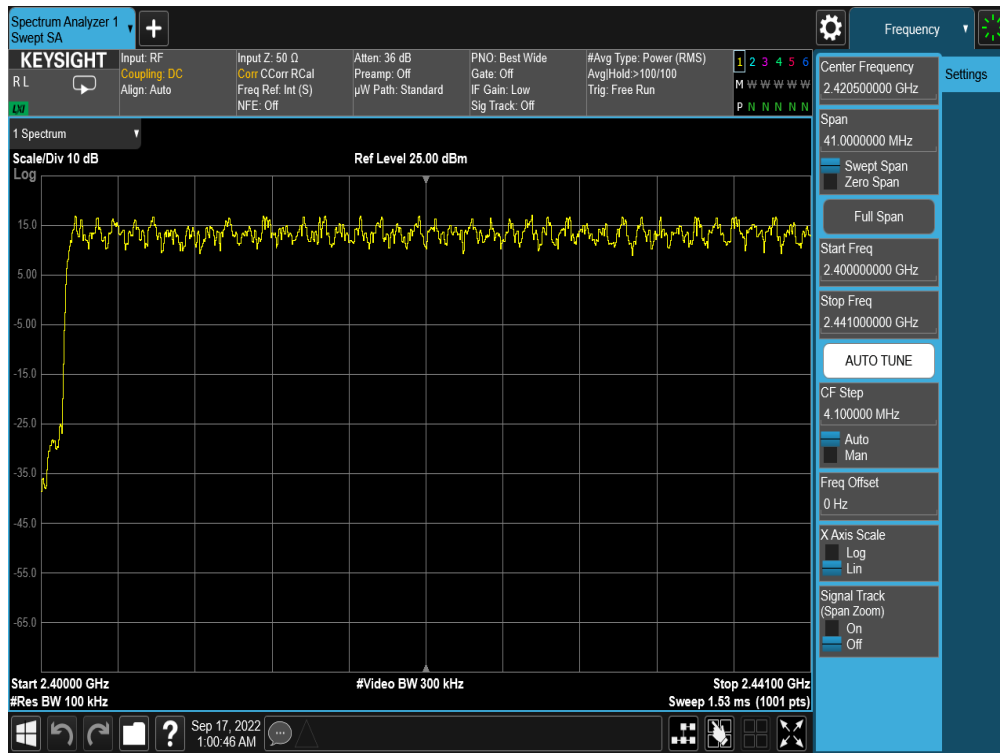 Spectrum Analyzer 1
Swept SA
Frequency
KEYSIGHT
R L
LXI
Input: RF
Coupling: DC
Align: Auto
Input Z: 50 Ω
Corr CCorr RCal
Freq Ref: Int (S)
NFE: Off
Atten: 36 dB
Preamp: Off
µW Path: Standard
PNO: Best Wide
Gate: Off
IF Gain: Low
Sig Track: Off
#Avg Type: Power (RMS)
Avg|Hold:>100/100
Trig: Free Run
1 2 3 4 5 6
M W W W W W
P N N N N N
1 Spectrum
Scale/Div 10 dB
Ref Level 25.00 dBm
Log
15.0
5.00
-5.00
-15.0
-25.0
-35.0
-45.0
-55.0
-65.0
Start 2.40000 GHz
#Video BW 300 kHz
Stop 2.44100 GHz
#Res BW 100 kHz
Sweep 1.53 ms (1001 pts)
Sep 17, 2022
1:00:46 AM
?
Settings
Center Frequency
2.420500000 GHz
Span
41.0000000 MHz
Swept Span
Zero Span
Full Span
Start Freq
2.400000000 GHz
Stop Freq
2.441000000 GHz
AUTO TUNE
CF Step
4.100000 MHz
Auto
Man
Freq Offset
0 Hz
X Axis Scale
Log
Lin
Signal Track
(Span Zoom)
On
Off